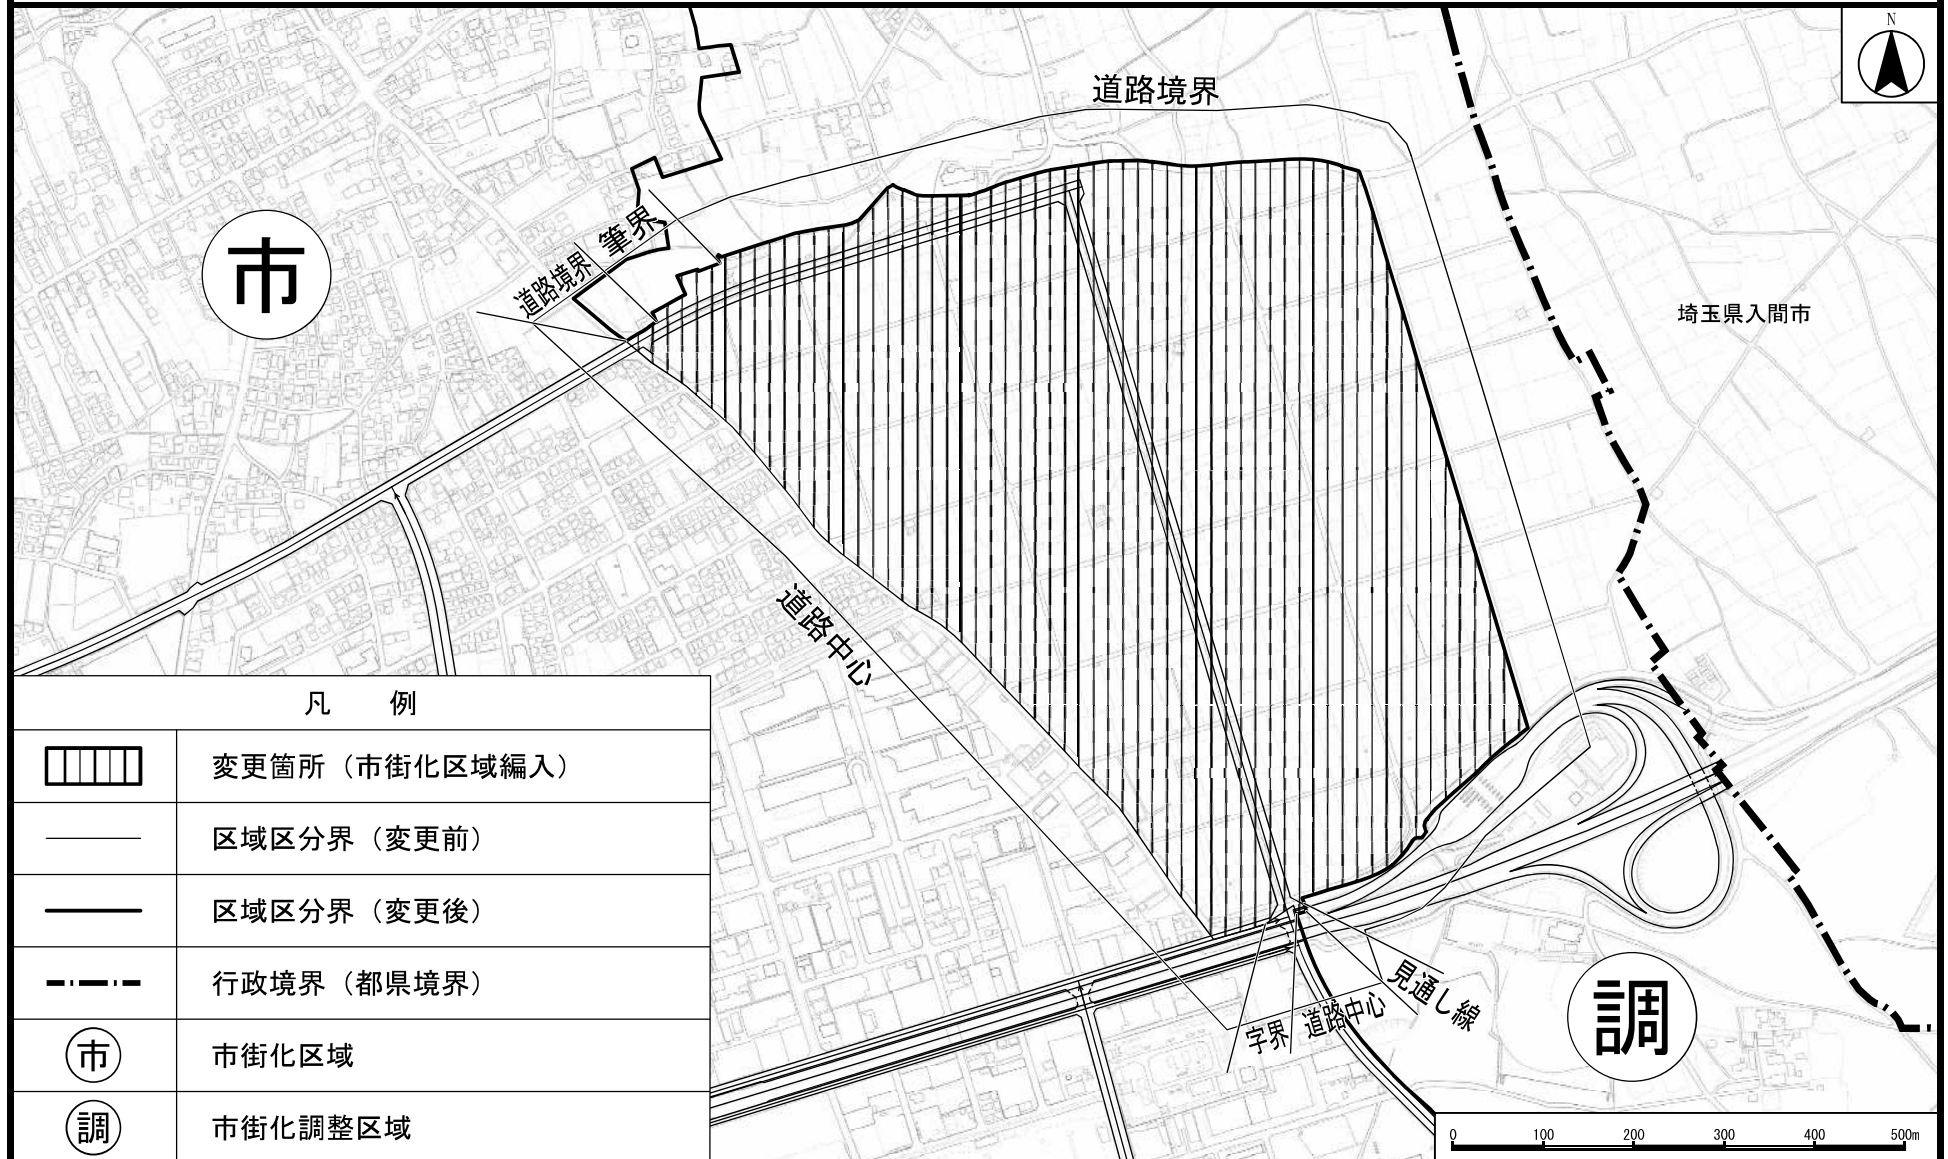 N
道路境界
筆界
道路境界
市
埼玉県入間市
道路中心
見通し線
字界 道路中心
調
凡 例
変更箇所（市街化区域編入）
区域区分界（変更前）
区域区分界（変更後）
行政境界（都県境界）
市 市街化区域
調 市街化調整区域
0 100 200 300 400 500m